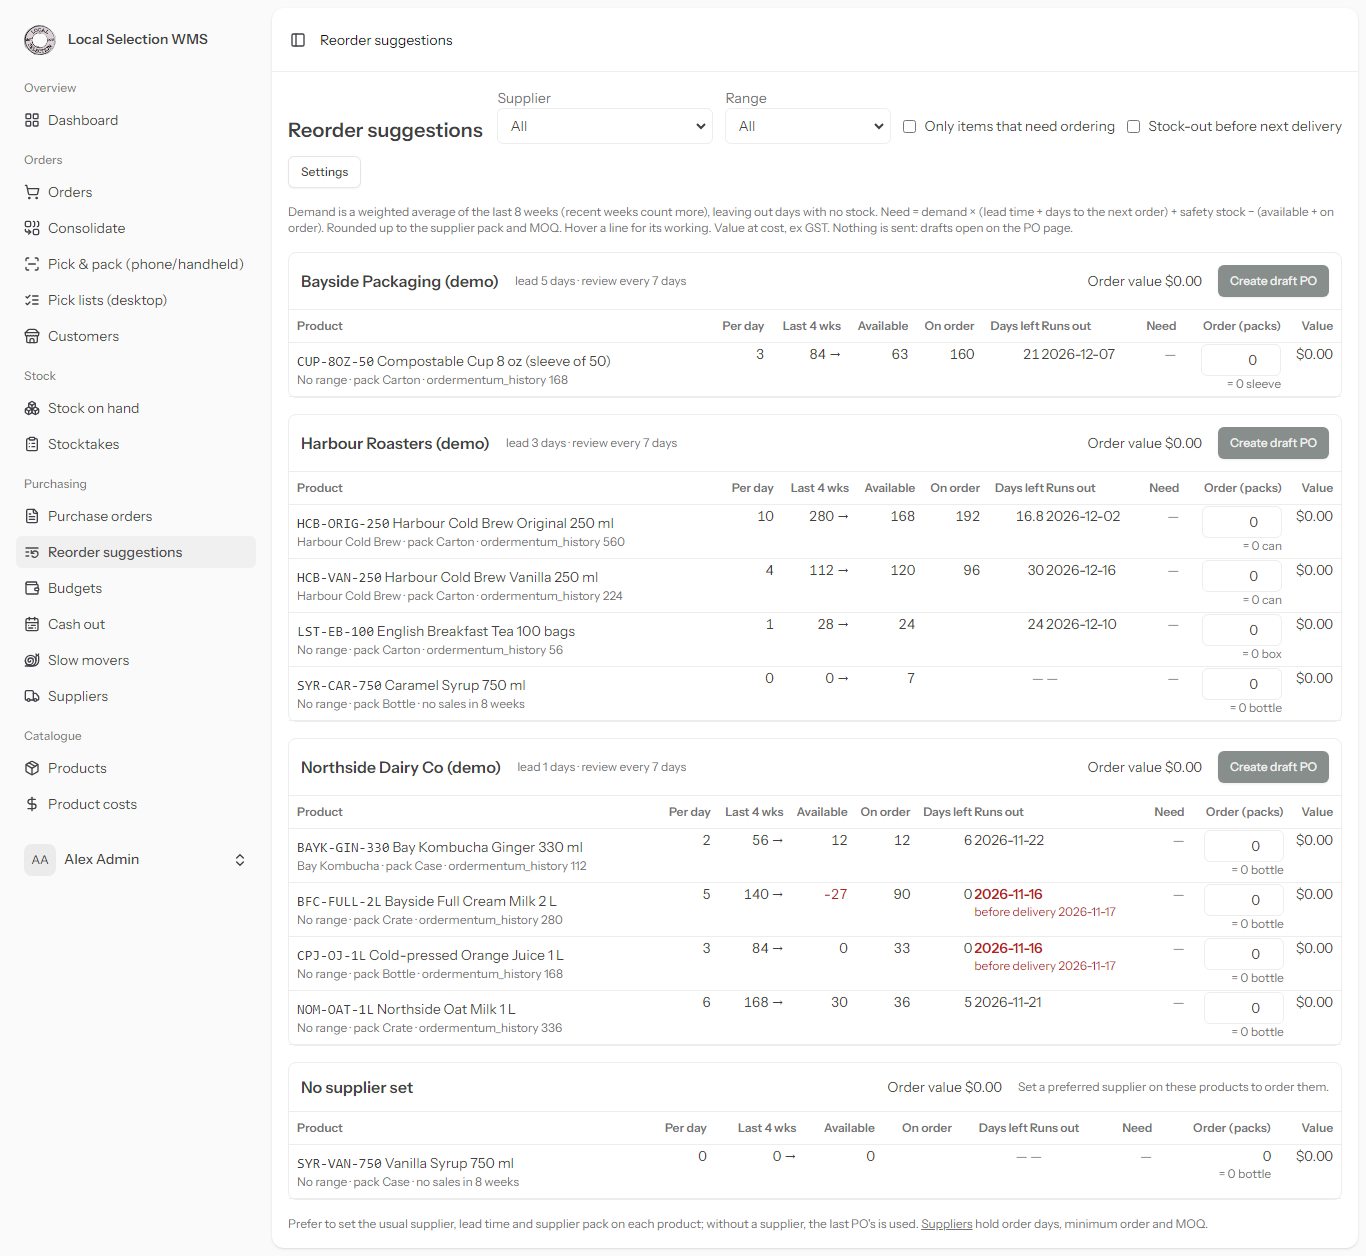 Local Selection WMS
Overview
Dashboard
Orders
Orders
Consolidate
Pick & pack (phone/handheld)
Pick lists (desktop)
Customers
Stock
Stock on hand
Stocktakes
Purchasing
Purchase orders
Reorder suggestions
Budgets
Cash out
Slow movers
Suppliers
Catalogue
Products
Product costs
AA Alex Admin
Reorder suggestions
Supplier Range
Reorder suggestions All All Only items that need ordering Stock-out before next delivery
Settings
Demand is a weighted average of the last 8 weeks (recent weeks count more), leaving out days with no stock. Need = demand × (lead time + days to the next order) + safety stock − (available + on
order). Rounded up to the supplier pack and MOQ. Hover a line for its working. Value at cost, ex GST. Nothing is sent: drafts open on the PO page.
Bayside Packaging (demo) lead 5 days · review every 7 days Order value $0.00 Create draft PO
Product Per day Last 4 wks Available On order Days left Runs out Need Order (packs) Value
CUP-8OZ-50 Compostable Cup 8 oz (sleeve of 50) 3 84 → 63 160 21 2026-12-07 — 0 $0.00
No range · pack Carton · ordermentum_history 168 = 0 sleeve
Harbour Roasters (demo) lead 3 days · review every 7 days Order value $0.00 Create draft PO
Product Per day Last 4 wks Available On order Days left Runs out Need Order (packs) Value
HCB-ORIG-250 Harbour Cold Brew Original 250 ml 10 280 → 168 192 16.8 2026-12-02 — 0 $0.00
Harbour Cold Brew · pack Carton · ordermentum_history 560 = 0 can
HCB-VAN-250 Harbour Cold Brew Vanilla 250 ml 4 112 → 120 96 30 2026-12-16 — 0 $0.00
Harbour Cold Brew · pack Carton · ordermentum_history 224 = 0 can
LST-EB-100 English Breakfast Tea 100 bags 1 28 → 24 24 2026-12-10 — 0 $0.00
No range · pack Carton · ordermentum_history 56 = 0 box
SYR-CAR-750 Caramel Syrup 750 ml 0 0 → 7 — — — 0 $0.00
No range · pack Bottle · no sales in 8 weeks = 0 bottle
Northside Dairy Co (demo) lead 1 days · review every 7 days Order value $0.00 Create draft PO
Product Per day Last 4 wks Available On order Days left Runs out Need Order (packs) Value
BAYK-GIN-330 Bay Kombucha Ginger 330 ml 2 56 → 12 12 6 2026-11-22 — 0 $0.00
Bay Kombucha · pack Case · ordermentum_history 112 = 0 bottle
BFC-FULL-2L Bayside Full Cream Milk 2 L 5 140 → -27 90 0 2026-11-16 — 0 $0.00
No range · pack Crate · ordermentum_history 280 before delivery 2026-11-17 = 0 bottle
CPJ-OJ-1L Cold-pressed Orange Juice 1 L 3 84 → 0 33 0 2026-11-16 — 0 $0.00
No range · pack Bottle · ordermentum_history 168 before delivery 2026-11-17 = 0 bottle
NOM-OAT-1L Northside Oat Milk 1 L 6 168 → 30 36 5 2026-11-21 — 0 $0.00
No range · pack Crate · ordermentum_history 336 = 0 bottle
No supplier set Order value $0.00 Set a preferred supplier on these products to order them.
Product Per day Last 4 wks Available On order Days left Runs out Need Order (packs) Value
SYR-VAN-750 Vanilla Syrup 750 ml 0 0 → 0 — — — 0 $0.00
No range · pack Case · no sales in 8 weeks = 0 bottle
Prefer to set the usual supplier, lead time and supplier pack on each product; without a supplier, the last PO's is used. Suppliers hold order days, minimum order and MOQ.